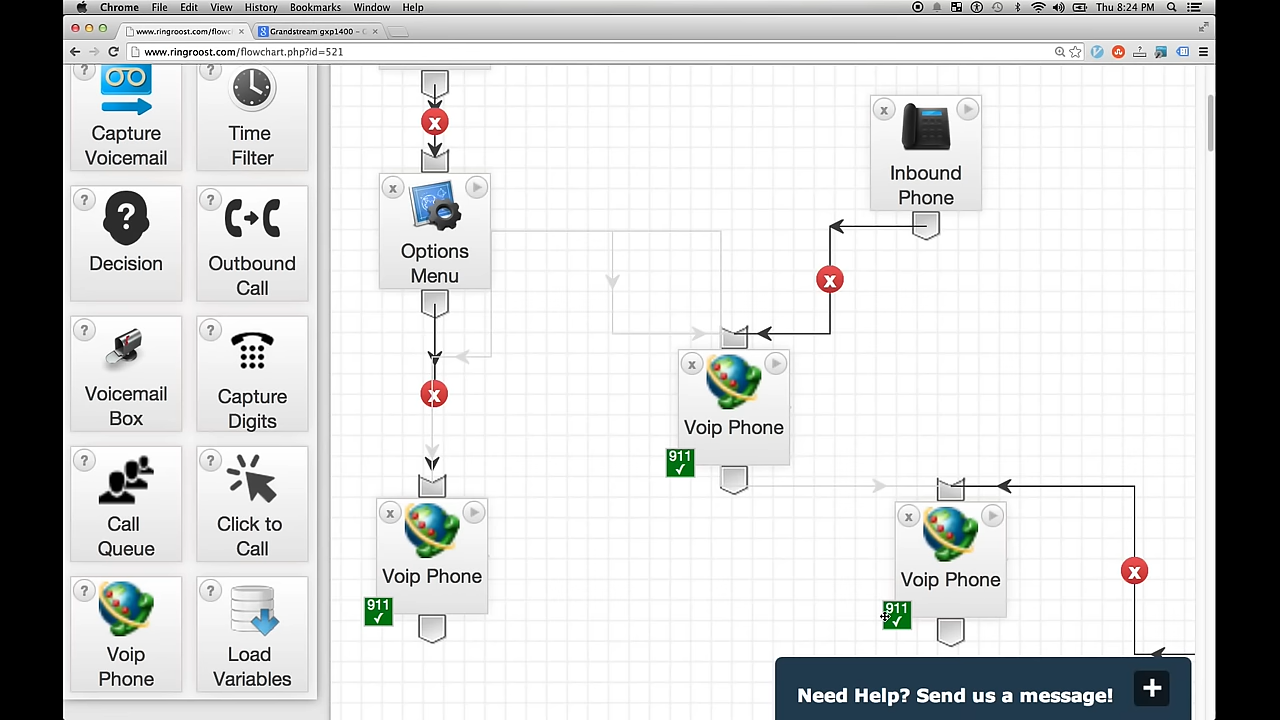 Chrome File Edit View History Bookmarks Window Help Thu 8:24 PM
www.ringroost.com/flowc
Grandstream gxp1400 -
www.ringroost.com/flowchart.php?id=521
? Capture Voicemail
? Time Filter
? Decision
? Outbound Call
? Voicemail Box
? Capture Digits
? Call Queue
? Click to Call
? Voip Phone
? Load Variables
x
x Options Menu
x
x Voip Phone
911
x Inbound Phone
x
x Voip Phone
911
x Voip Phone
911
x
Need Help? Send us a message! +